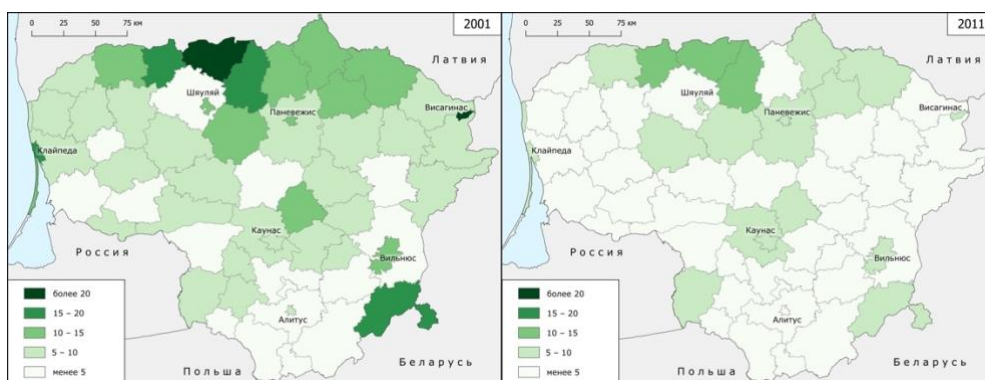 0 25 50 75 км
2001
Латвия
Шяуляй
Паневежис
Висагинас
Клайпеда
Каунас
Россия
Вильнюс
Алитус
Беларусь
Польша
более 20
15 – 20
10 – 15
5 – 10
менее 5
0 25 50 75 км
2011
Латвия
Шяуляй
Паневежис
Висагинас
Клайпеда
Каунас
Россия
Вильнюс
Алитус
Беларусь
Польша
более 20
15 – 20
10 – 15
5 – 10
менее 5